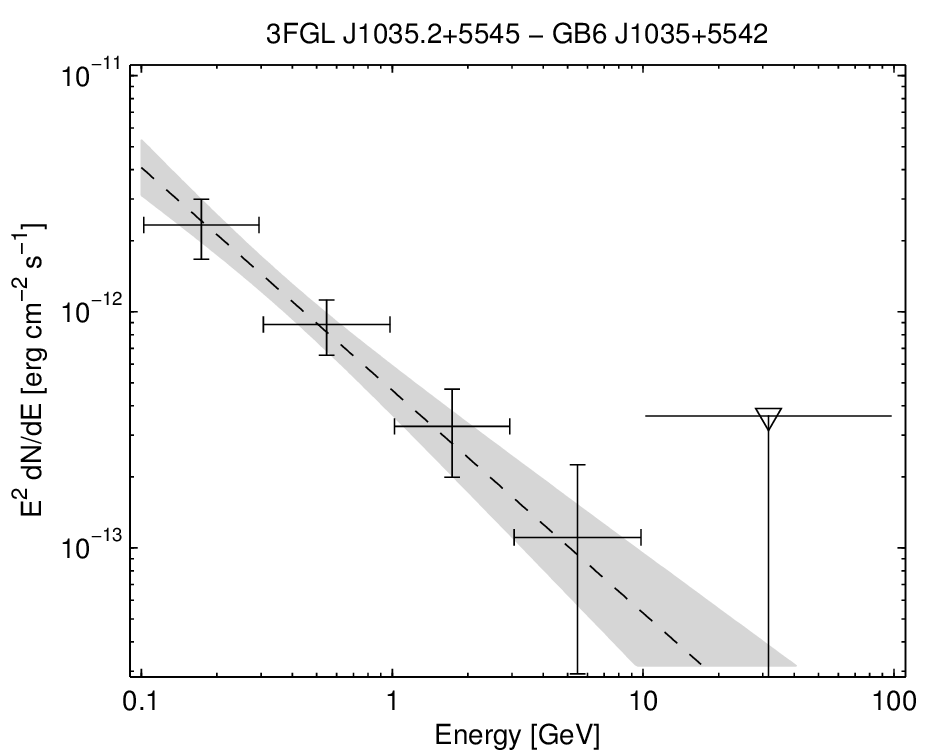 3FGL J1035.2+5545 − GB6 J1035+5542
10−11
10−12
10−13
E2 dN/dE [erg cm−2 s−1]
0.1 1 10 100
Energy [GeV]